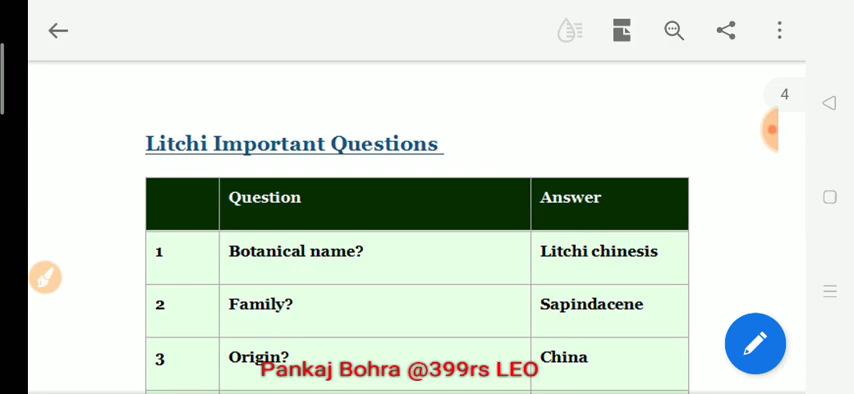 4
Litchi Important Questions
Question Answer
1 Botanical name? Litchi chinesis
2 Family? Sapindacene
3 Origin? China
Pankaj Bohra @399rs LEO